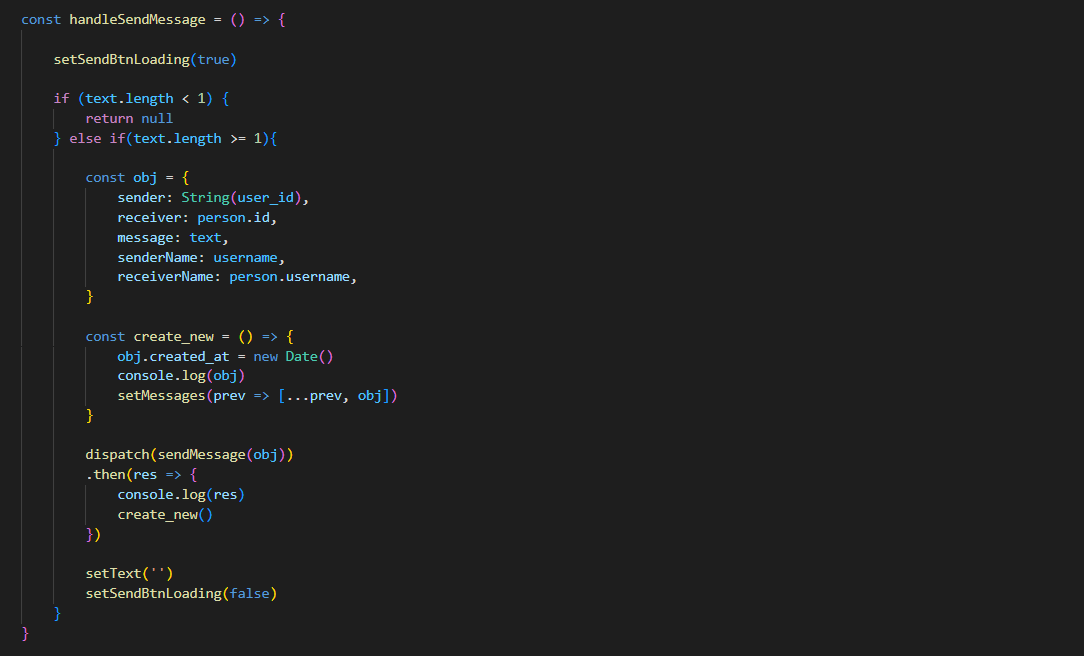 const handleSendMessage = () => {
setSendBtnLoading(true)
if (text.length < 1) {
return null
} else if(text.length >= 1){
const obj = {
sender: String(user_id),
receiver: person.id,
message: text,
senderName: username,
receiverName: person.username,
}
const create_new = () => {
obj.created_at = new Date()
console.log(obj)
setMessages(prev => [...prev, obj])
}
dispatch(sendMessage(obj))
.then(res => {
console.log(res)
create_new()
})
setText('')
setSendBtnLoading(false)
}
}